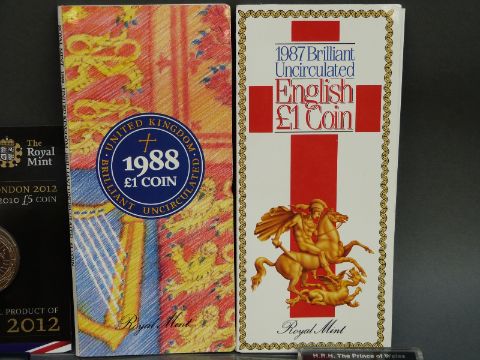 The
Royal
Mint
ONDON 2012
2010 £5 COIN
L PRODUCT OF
2012
UNITED KINGDOM
1988
£1 COIN
BRILLIANT UNCIRCULATED
Royal Mint
1987 Brilliant
Uncirculated
English
£1 Coin
Royal Mint
H.R.H. The Prince of Wales